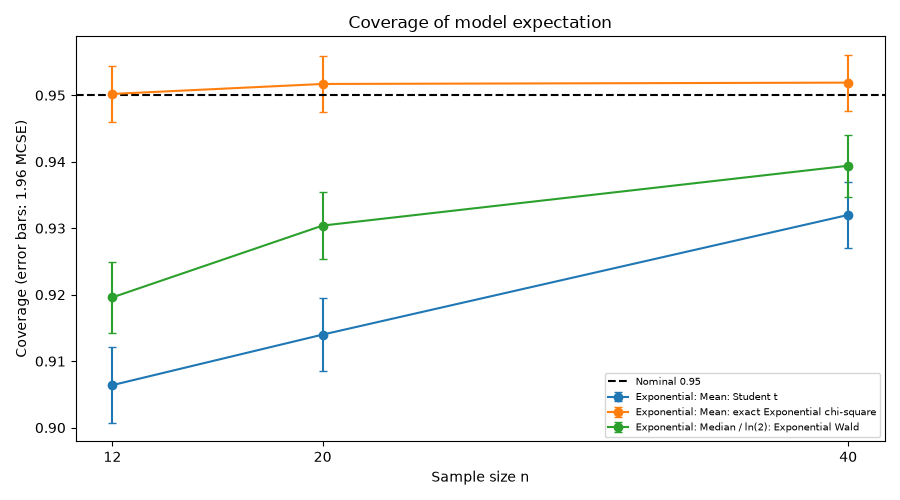 Coverage of model expectation
Coverage (error bars: 1.96 MCSE)
0.95
0.94
0.93
0.92
0.91
0.90
12
20
40
Sample size n
Nominal 0.95
Exponential: Mean: Student t
Exponential: Mean: exact Exponential chi-square
Exponential: Median / ln(2): Exponential Wald